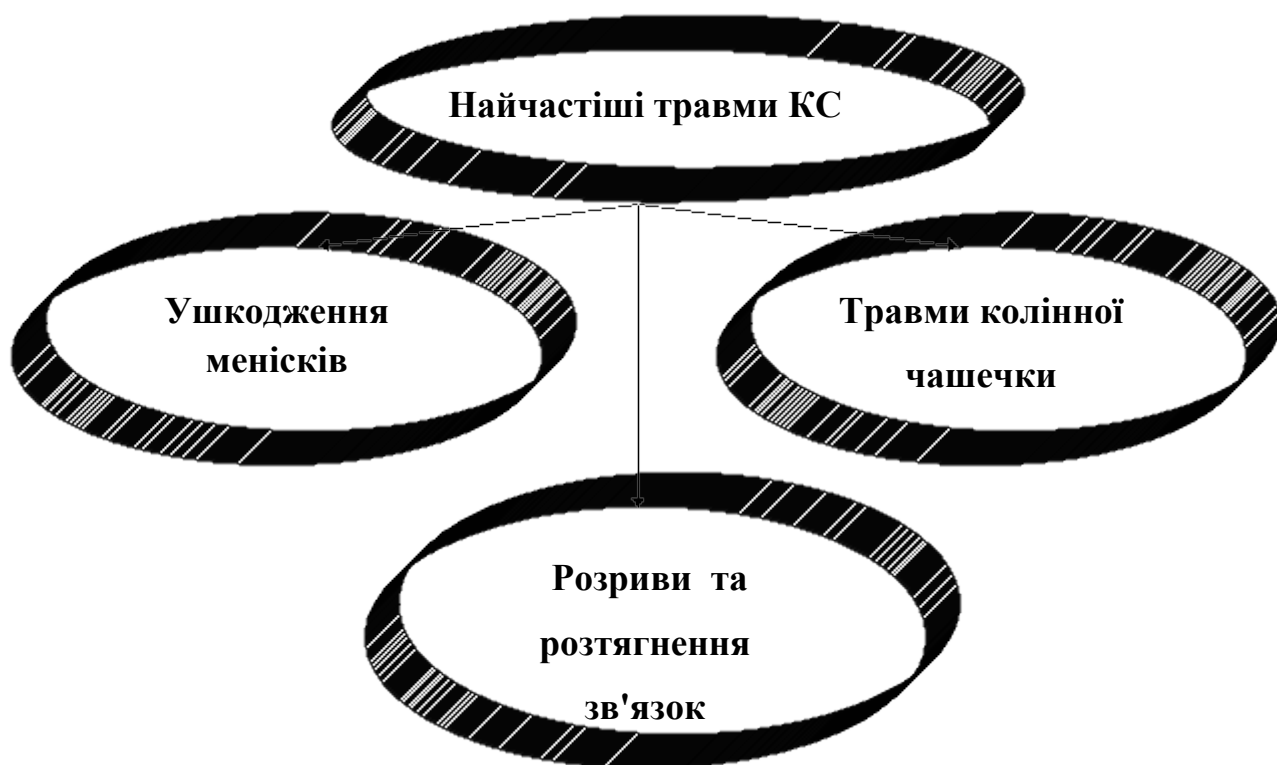 Найчастіші травми КС
Ушкодження
менісків
Травми колінної
чашечки
Розриви та
розтягнення
зв'язок